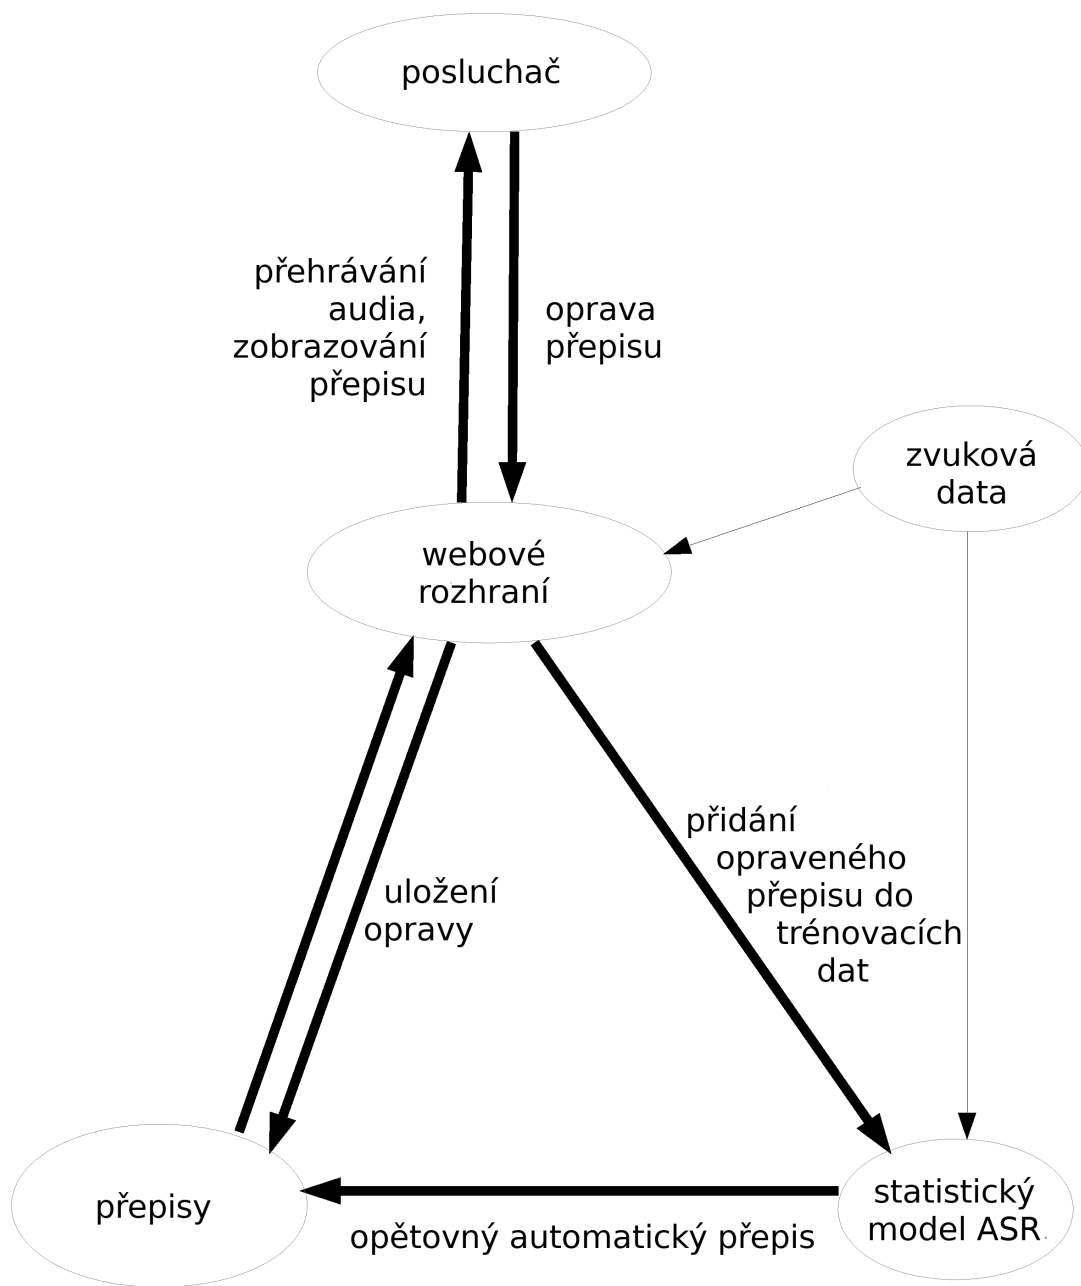 posluchač
přehrávání
audia,
zobrazování
přepisu
oprava
přepisu
zvuková
data
webové
rozhraní
přidání
opraveného
přepisu do
trénovacích
dat
uložení
opravy
přepisy
statistický
model ASR
opětovný automatický přepis